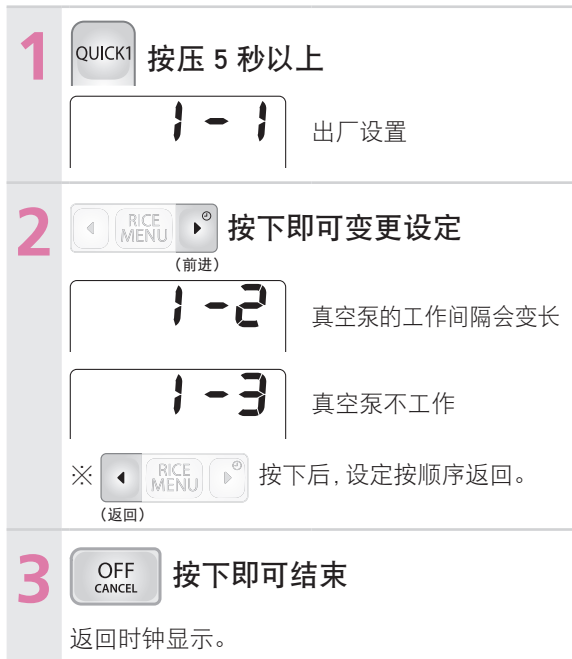 1 QUICK1 按压 5 秒以上
1-1 出厂设置
2 RICE MENU 按下即可变更设定
(前进)
1-2 真空泵的工作间隔会变长
1-3 真空泵不工作
※ RICE MENU 按下后,设定按顺序返回。
(返回)
3 OFF CANCEL 按下即可结束
返回时钟显示。